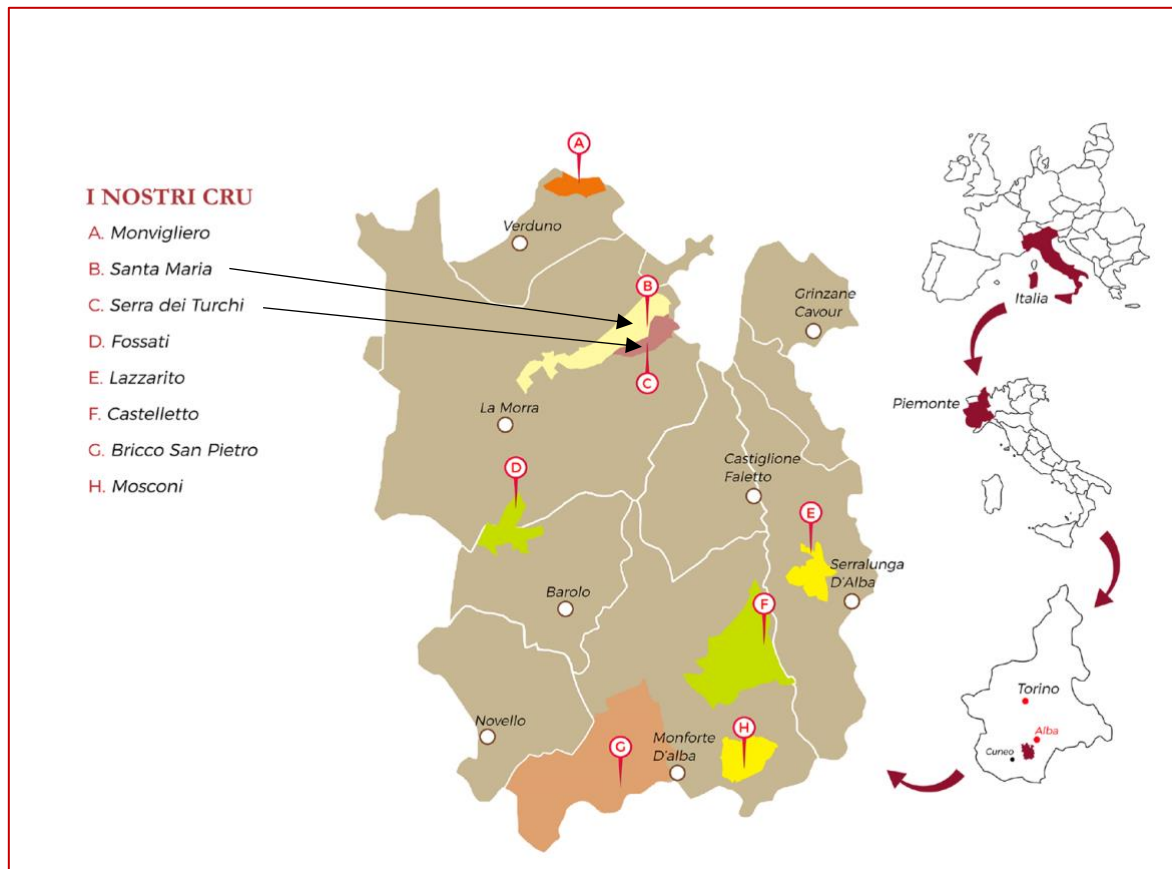 I NOSTRI CRU
A. Monvigliero
B. Santa Maria
C. Serra dei Turchi
D. Fossati
E. Lazzarito
F. Castelletto
G. Bricco San Pietro
H. Mosconi
A
Verduno
B
Grinzane
Cavour
C
La Morra
D
Castiglione
Faletto
E
Serralunga
D'Alba
Barolo
F
Novello
G
Monforte
D'alba
H
Italia
Piemonte
Torino
Alba
Cuneo